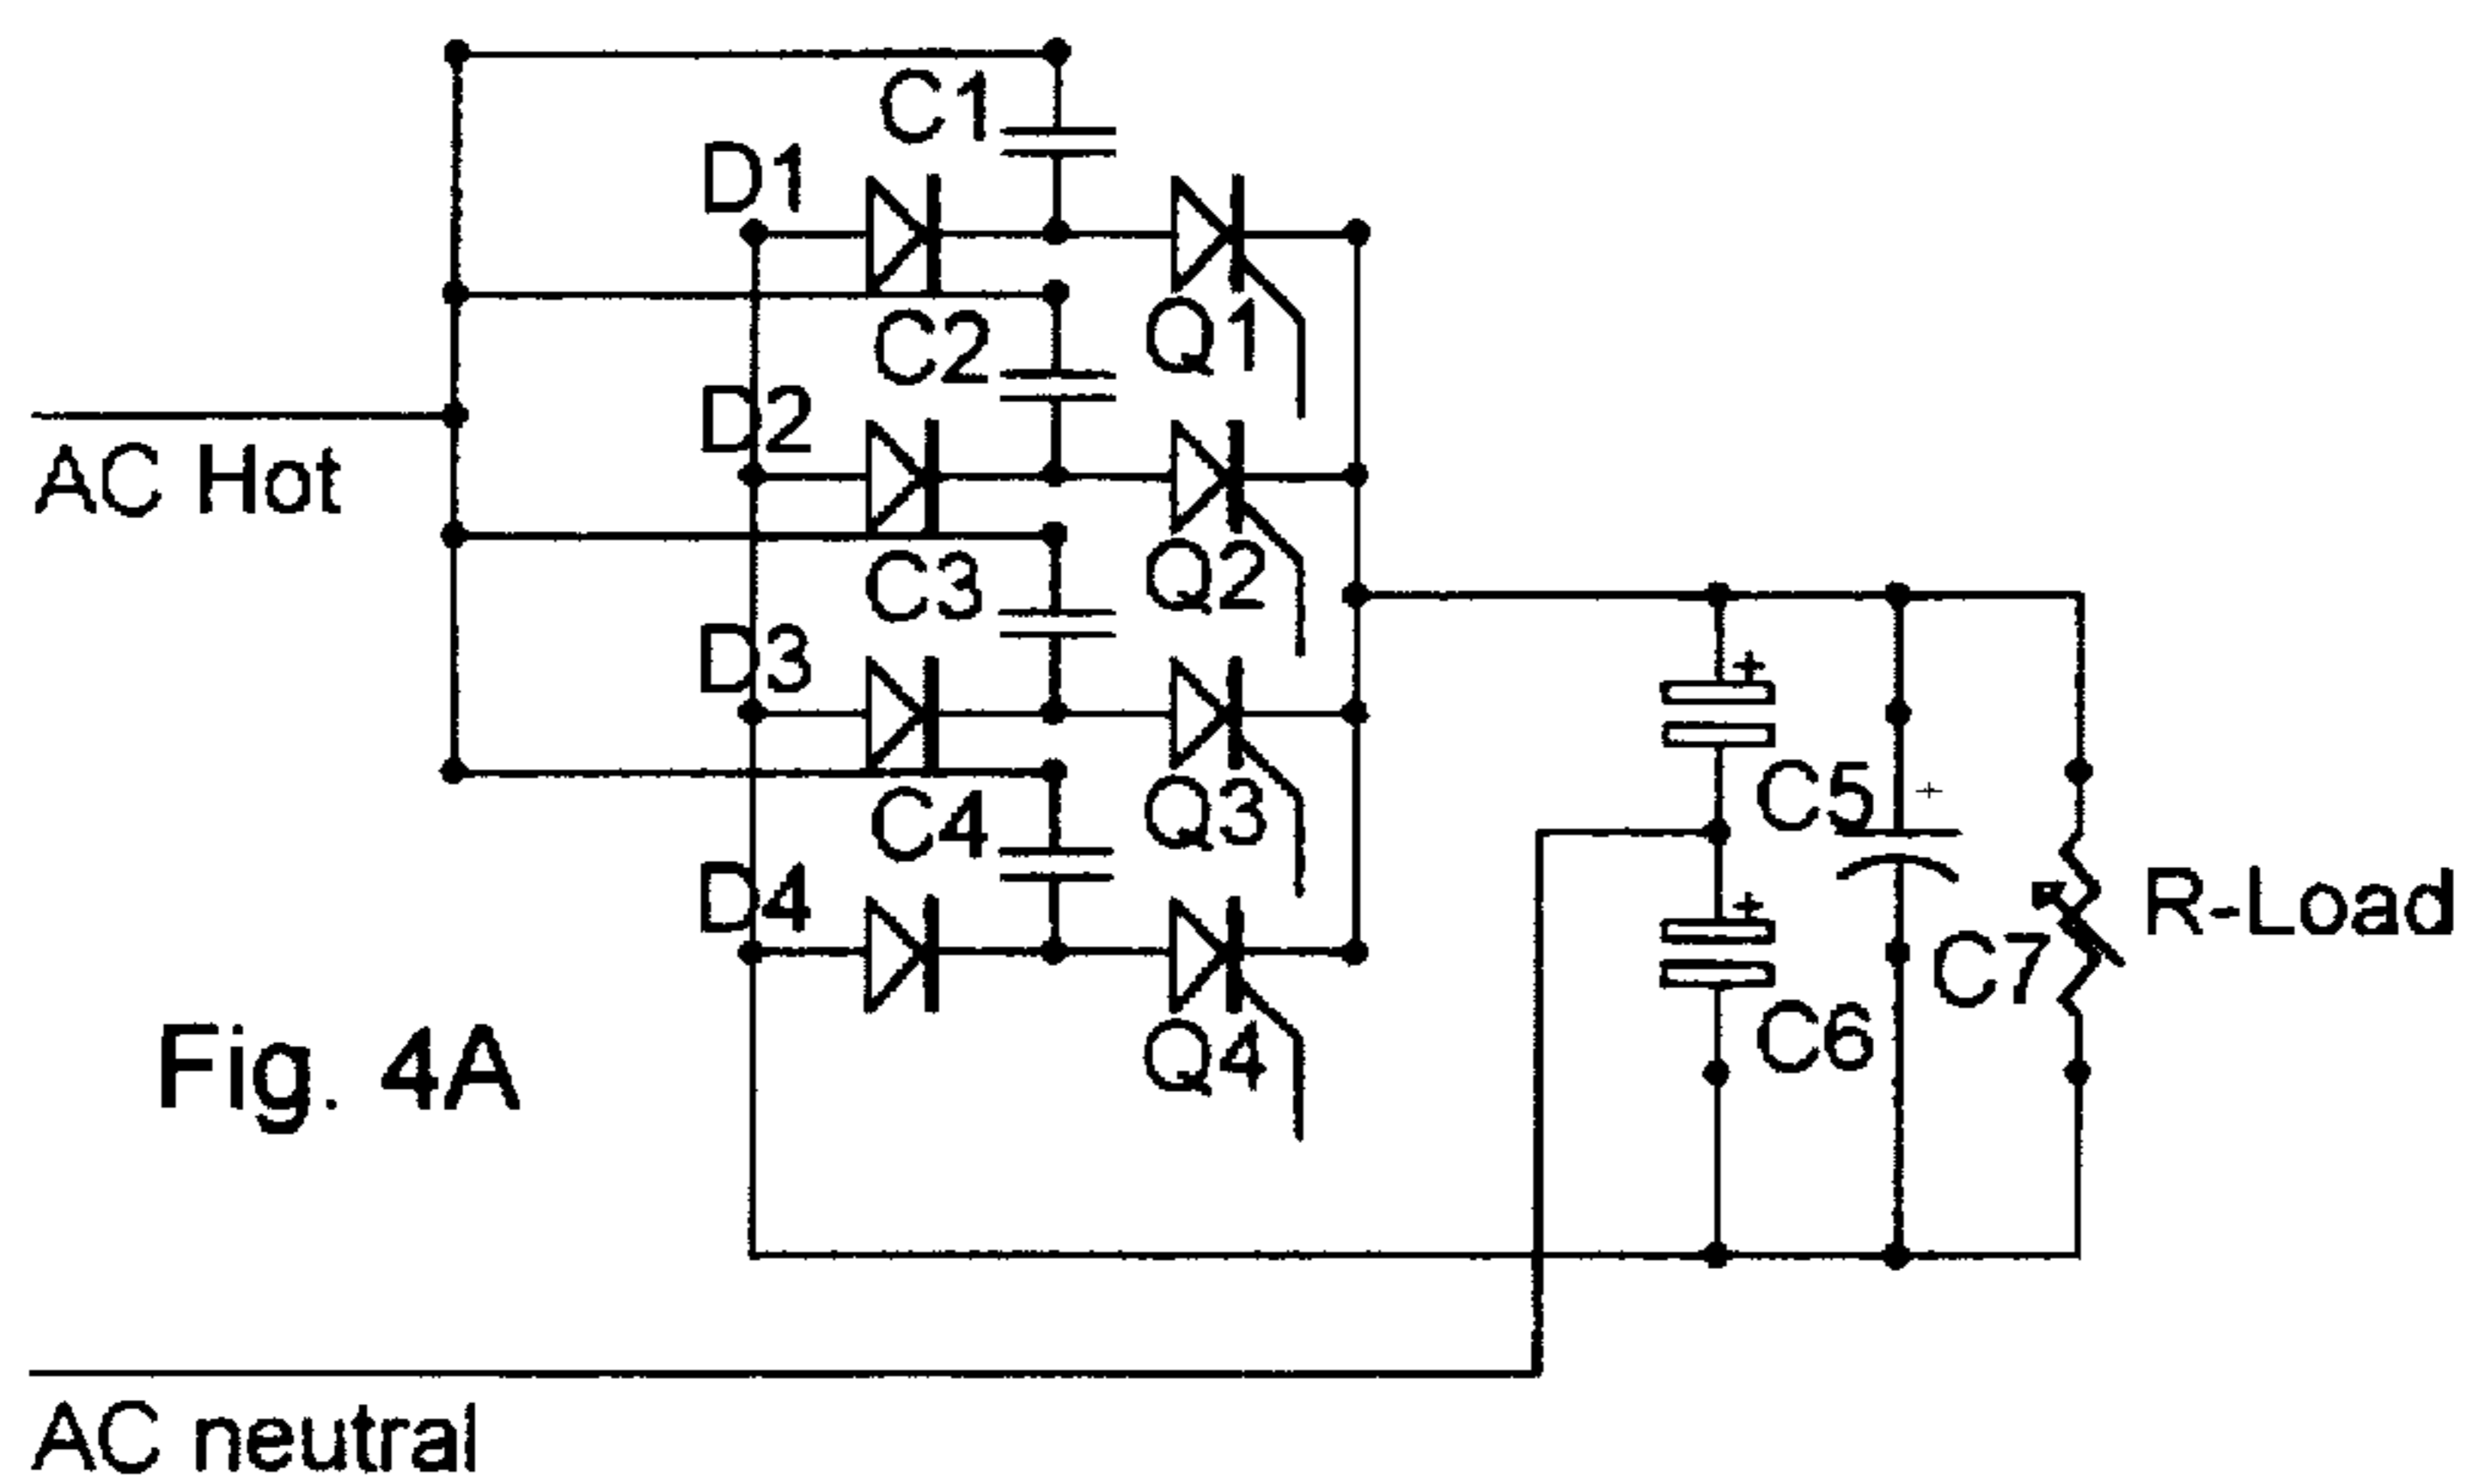 C1
D1
C2
Q1
D2
AC Hot
C3
Q2
D3
C4
Q3
C5
+
+
D4
R-Load
+
C7
C6
Q4
Fig. 4A
AC neutral